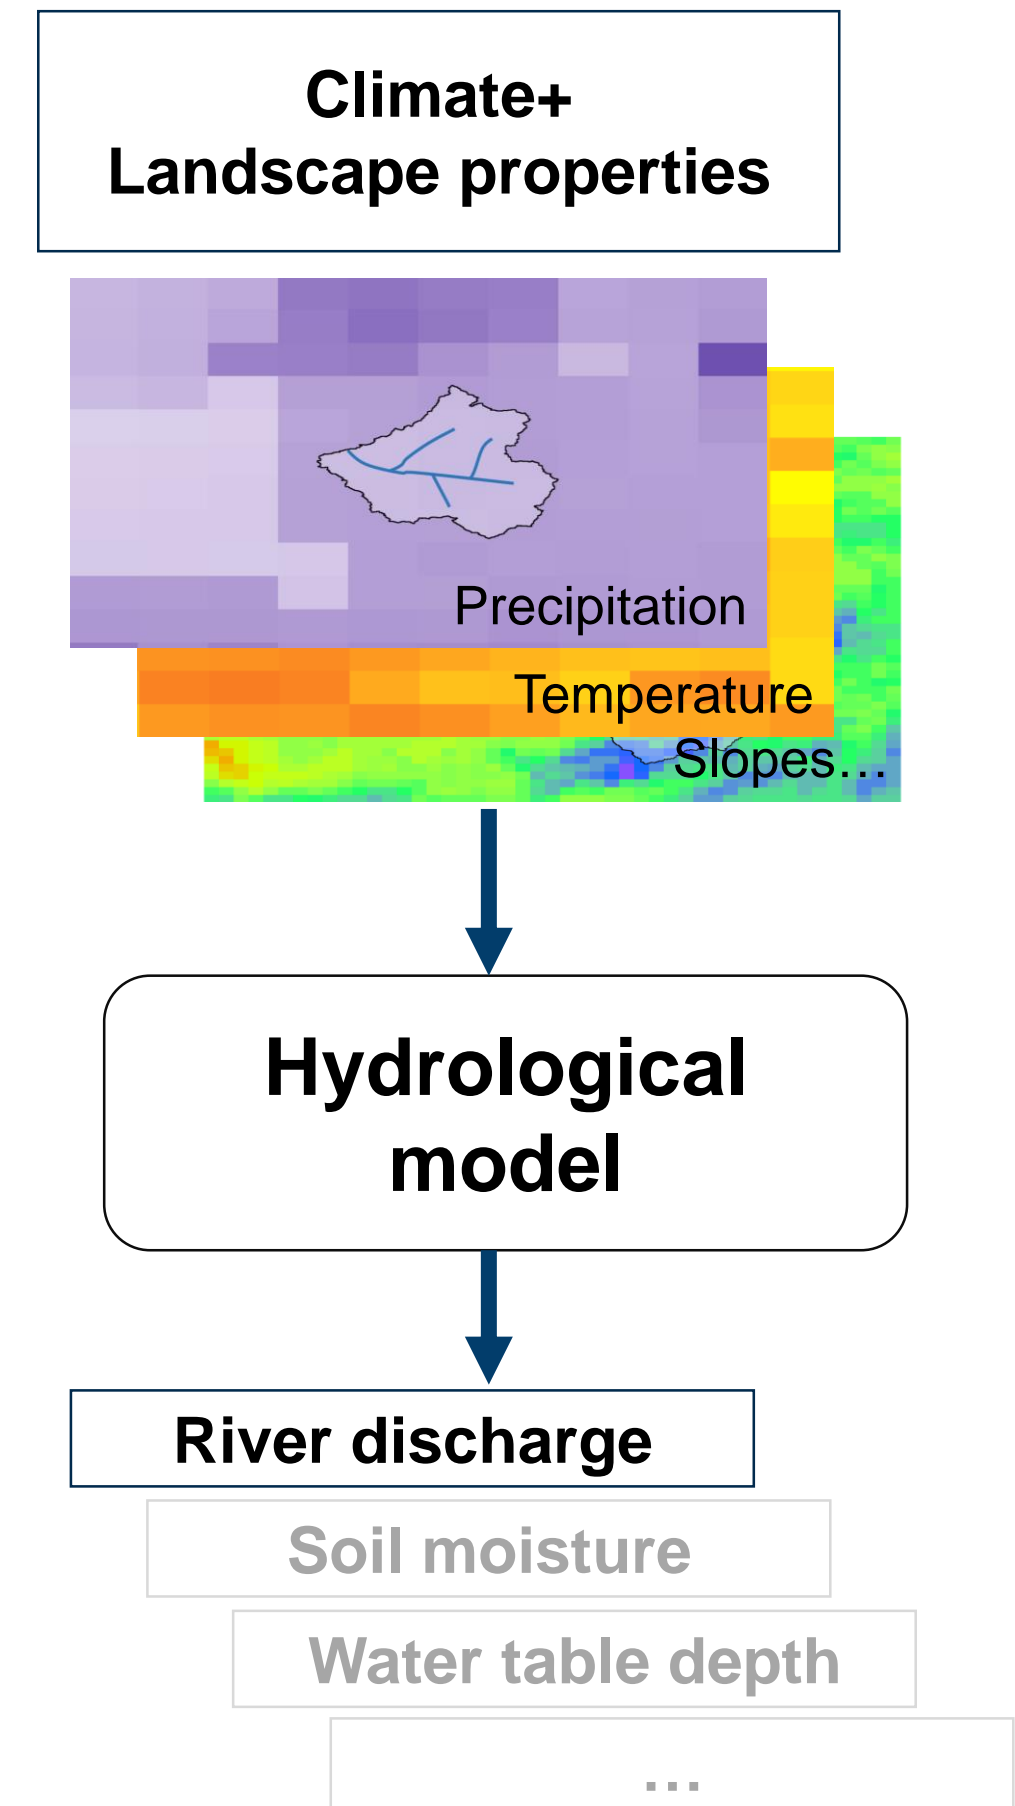 Climate+
Landscape properties
Precipitation
Temperature
Slopes…
Hydrological
model
River discharge
Soil moisture
Water table depth
…